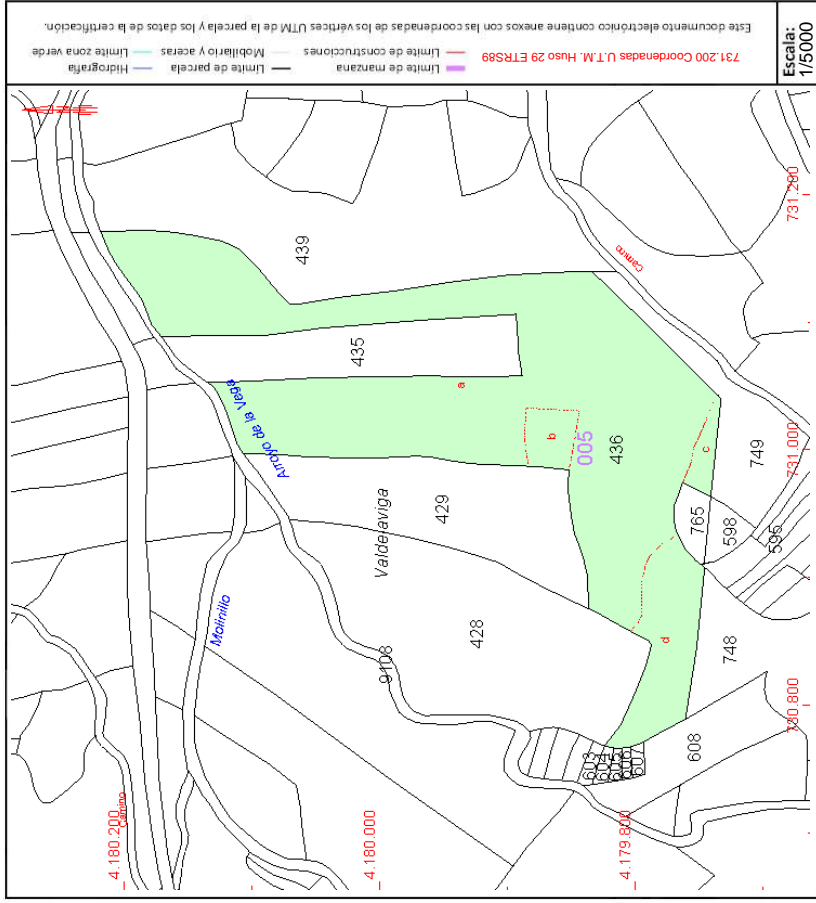 Este documento electrónico contiene anexos con las coordenadas de los vértices UTM de la parcela y los datos de la certificación.
731.200 Coordenadas U.T.M. Huso 29 ETRS89
Límite de manzana
Límite de construcciones
Límite de parcela
Mobiliario y aceras
Hidrografía
Límite zona verde
Escala:
1/5000
439
435
Arroyo de la Vega
a
b
005
436
Camino
731.200
731.000
749
c
765
598
595
429
Valdelaviga
428
9108
Molinillo
d
748
730.800
608
603
606
Camino
4.180.200
4.180.000
4.179.800